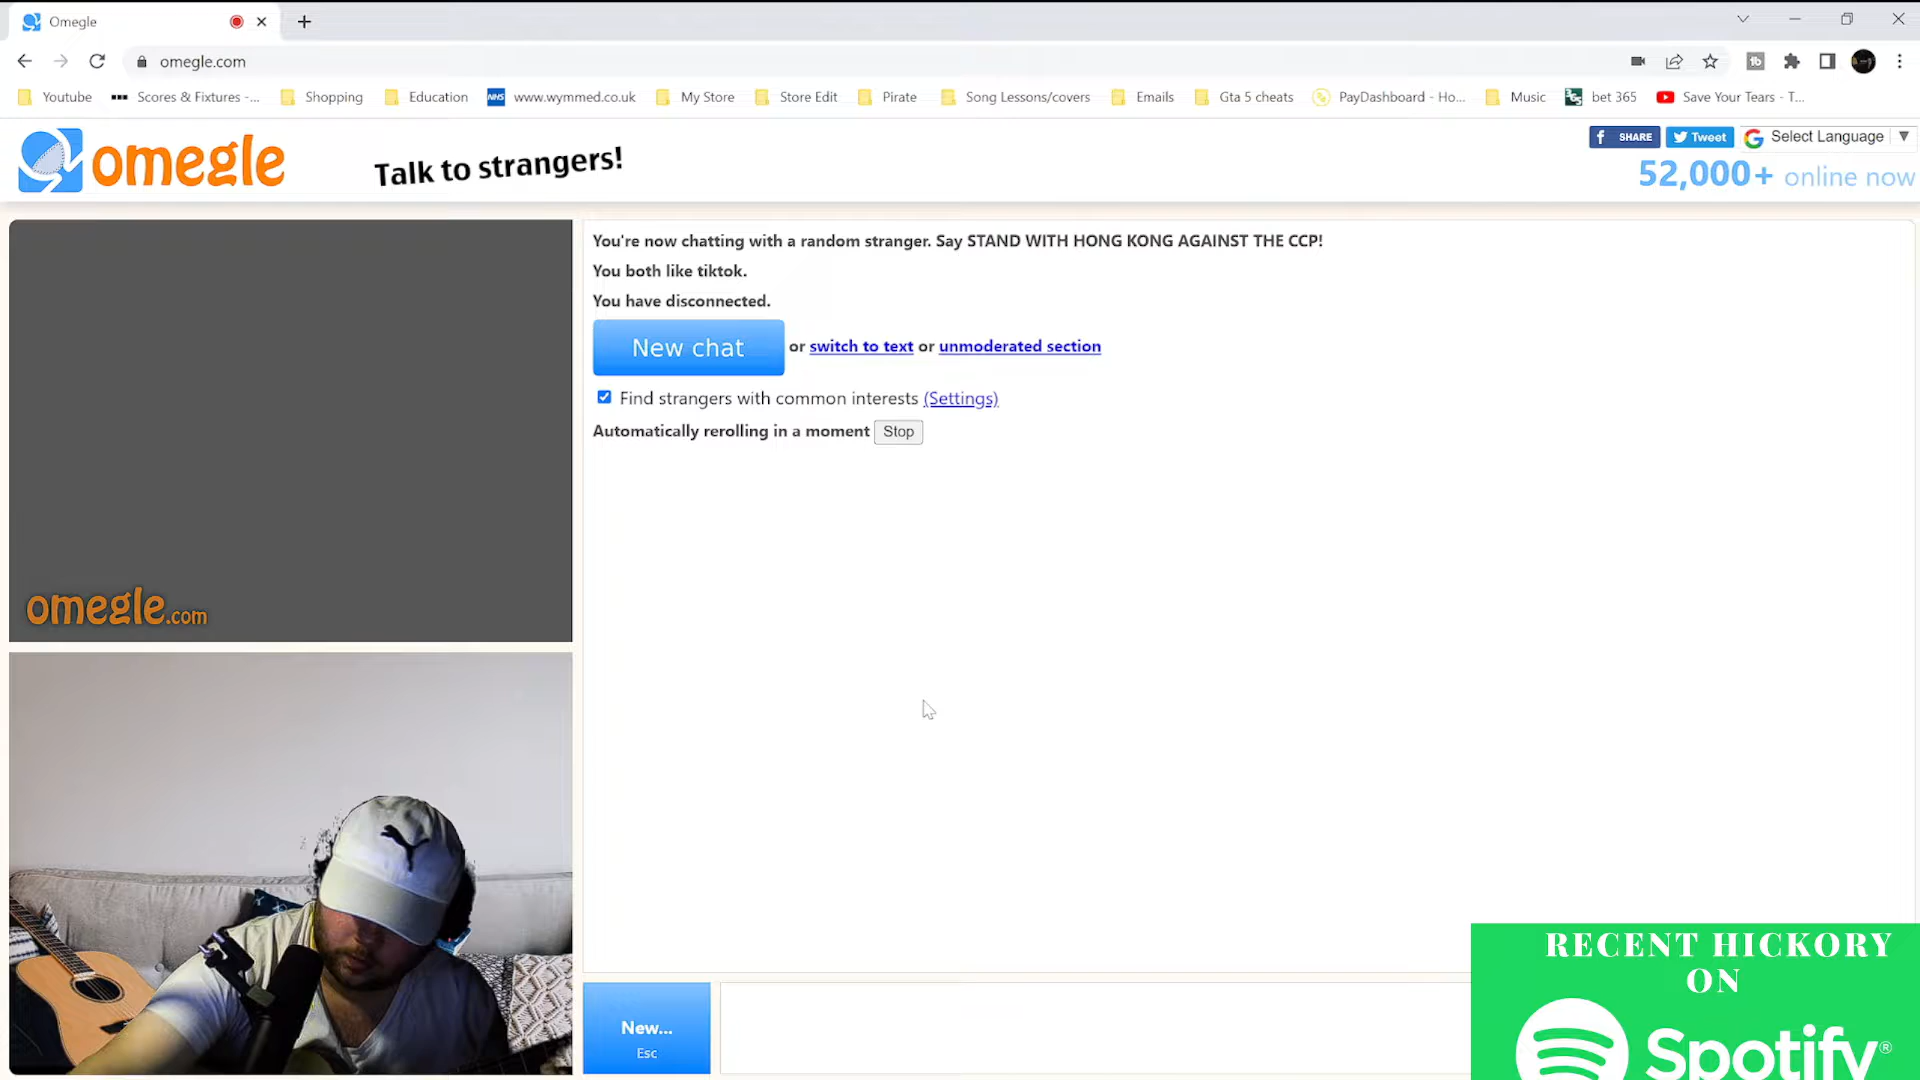 Omegle
omegle.com
Youtube
Scores & Fixtures -...
Shopping
Education
NHS
www.wymmed.co.uk
My Store
Store Edit
Pirate
Song Lessons/covers
Emails
Gta 5 cheats
PayDashboard - Ho...
Music
bet 365
Save Your Tears - T...
omegle
Talk to strangers!
SHARE
Tweet
Select Language
52,000+ online now
You're now chatting with a random stranger. Say STAND WITH HONG KONG AGAINST THE CCP!
You both like tiktok.
You have disconnected.
New chat or switch to text or unmoderated section
Find strangers with common interests (Settings)
Automatically rerolling in a moment Stop
omegle.com
New...
Esc
RECENT HICKORY
ON
Spotify®